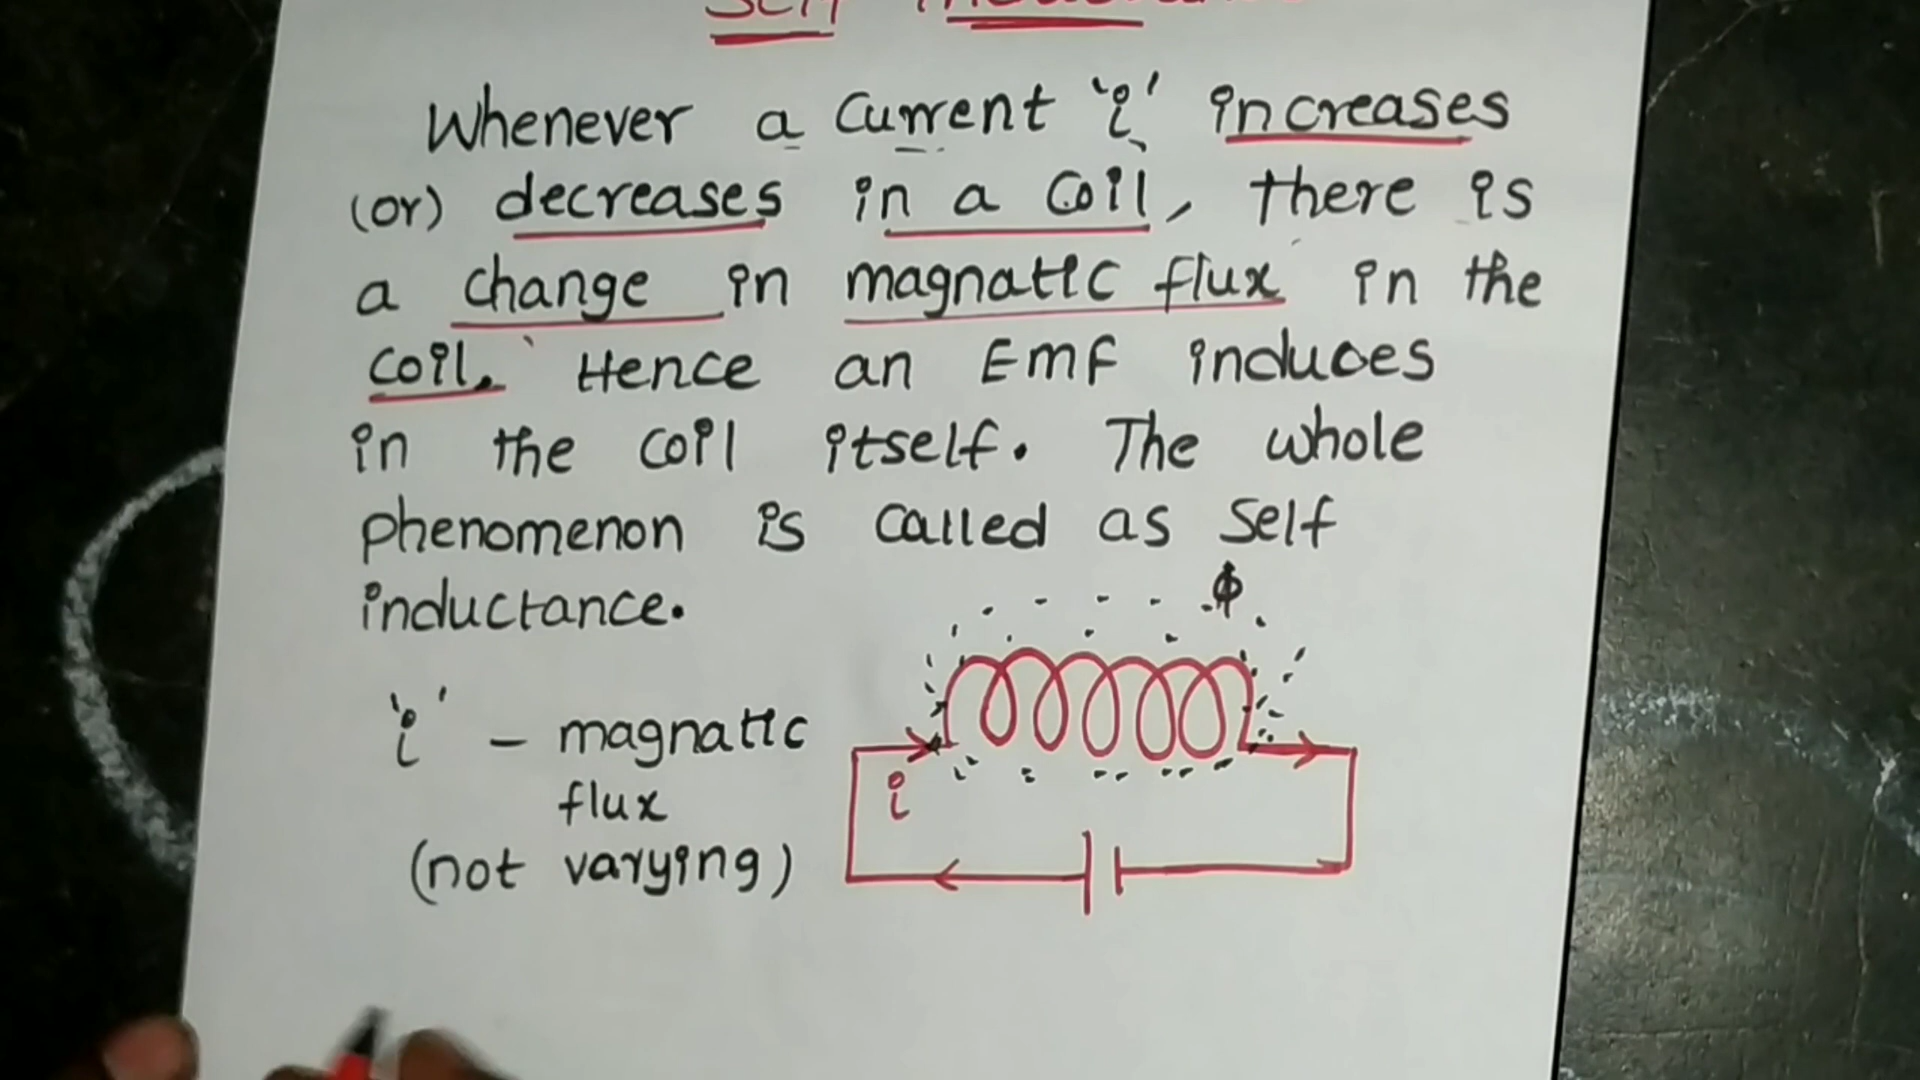 Self
Whenever a current 'i' increases
(or) decreases in a coil, there is
a change in magnatic flux in the
coil. Hence an EMF induces
in the coil itself. The whole
phenomenon is called as self
inductance.
ϕ
'i' - magnatic
flux
(not varying)
i